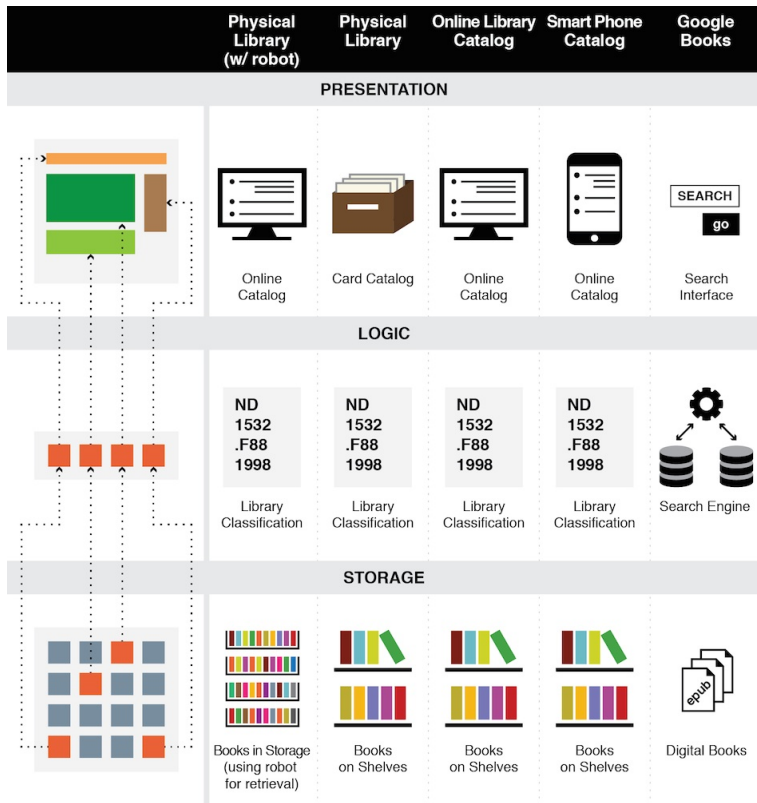 Physical
Library
(w/ robot)
Physical
Library
Online Library
Catalog
Smart Phone
Catalog
Google
Books
PRESENTATION
SEARCH
go
Online
Catalog
Card Catalog
Online
Catalog
Online
Catalog
Search
Interface
LOGIC
ND
1532
.F88
1998
ND
1532
.F88
1998
ND
1532
.F88
1998
ND
1532
.F88
1998
Library
Classification
Library
Classification
Library
Classification
Library
Classification
Search Engine
STORAGE
epub
Books in Storage
(using robot
for retrieval)
Books
on Shelves
Books
on Shelves
Books
on Shelves
Digital Books